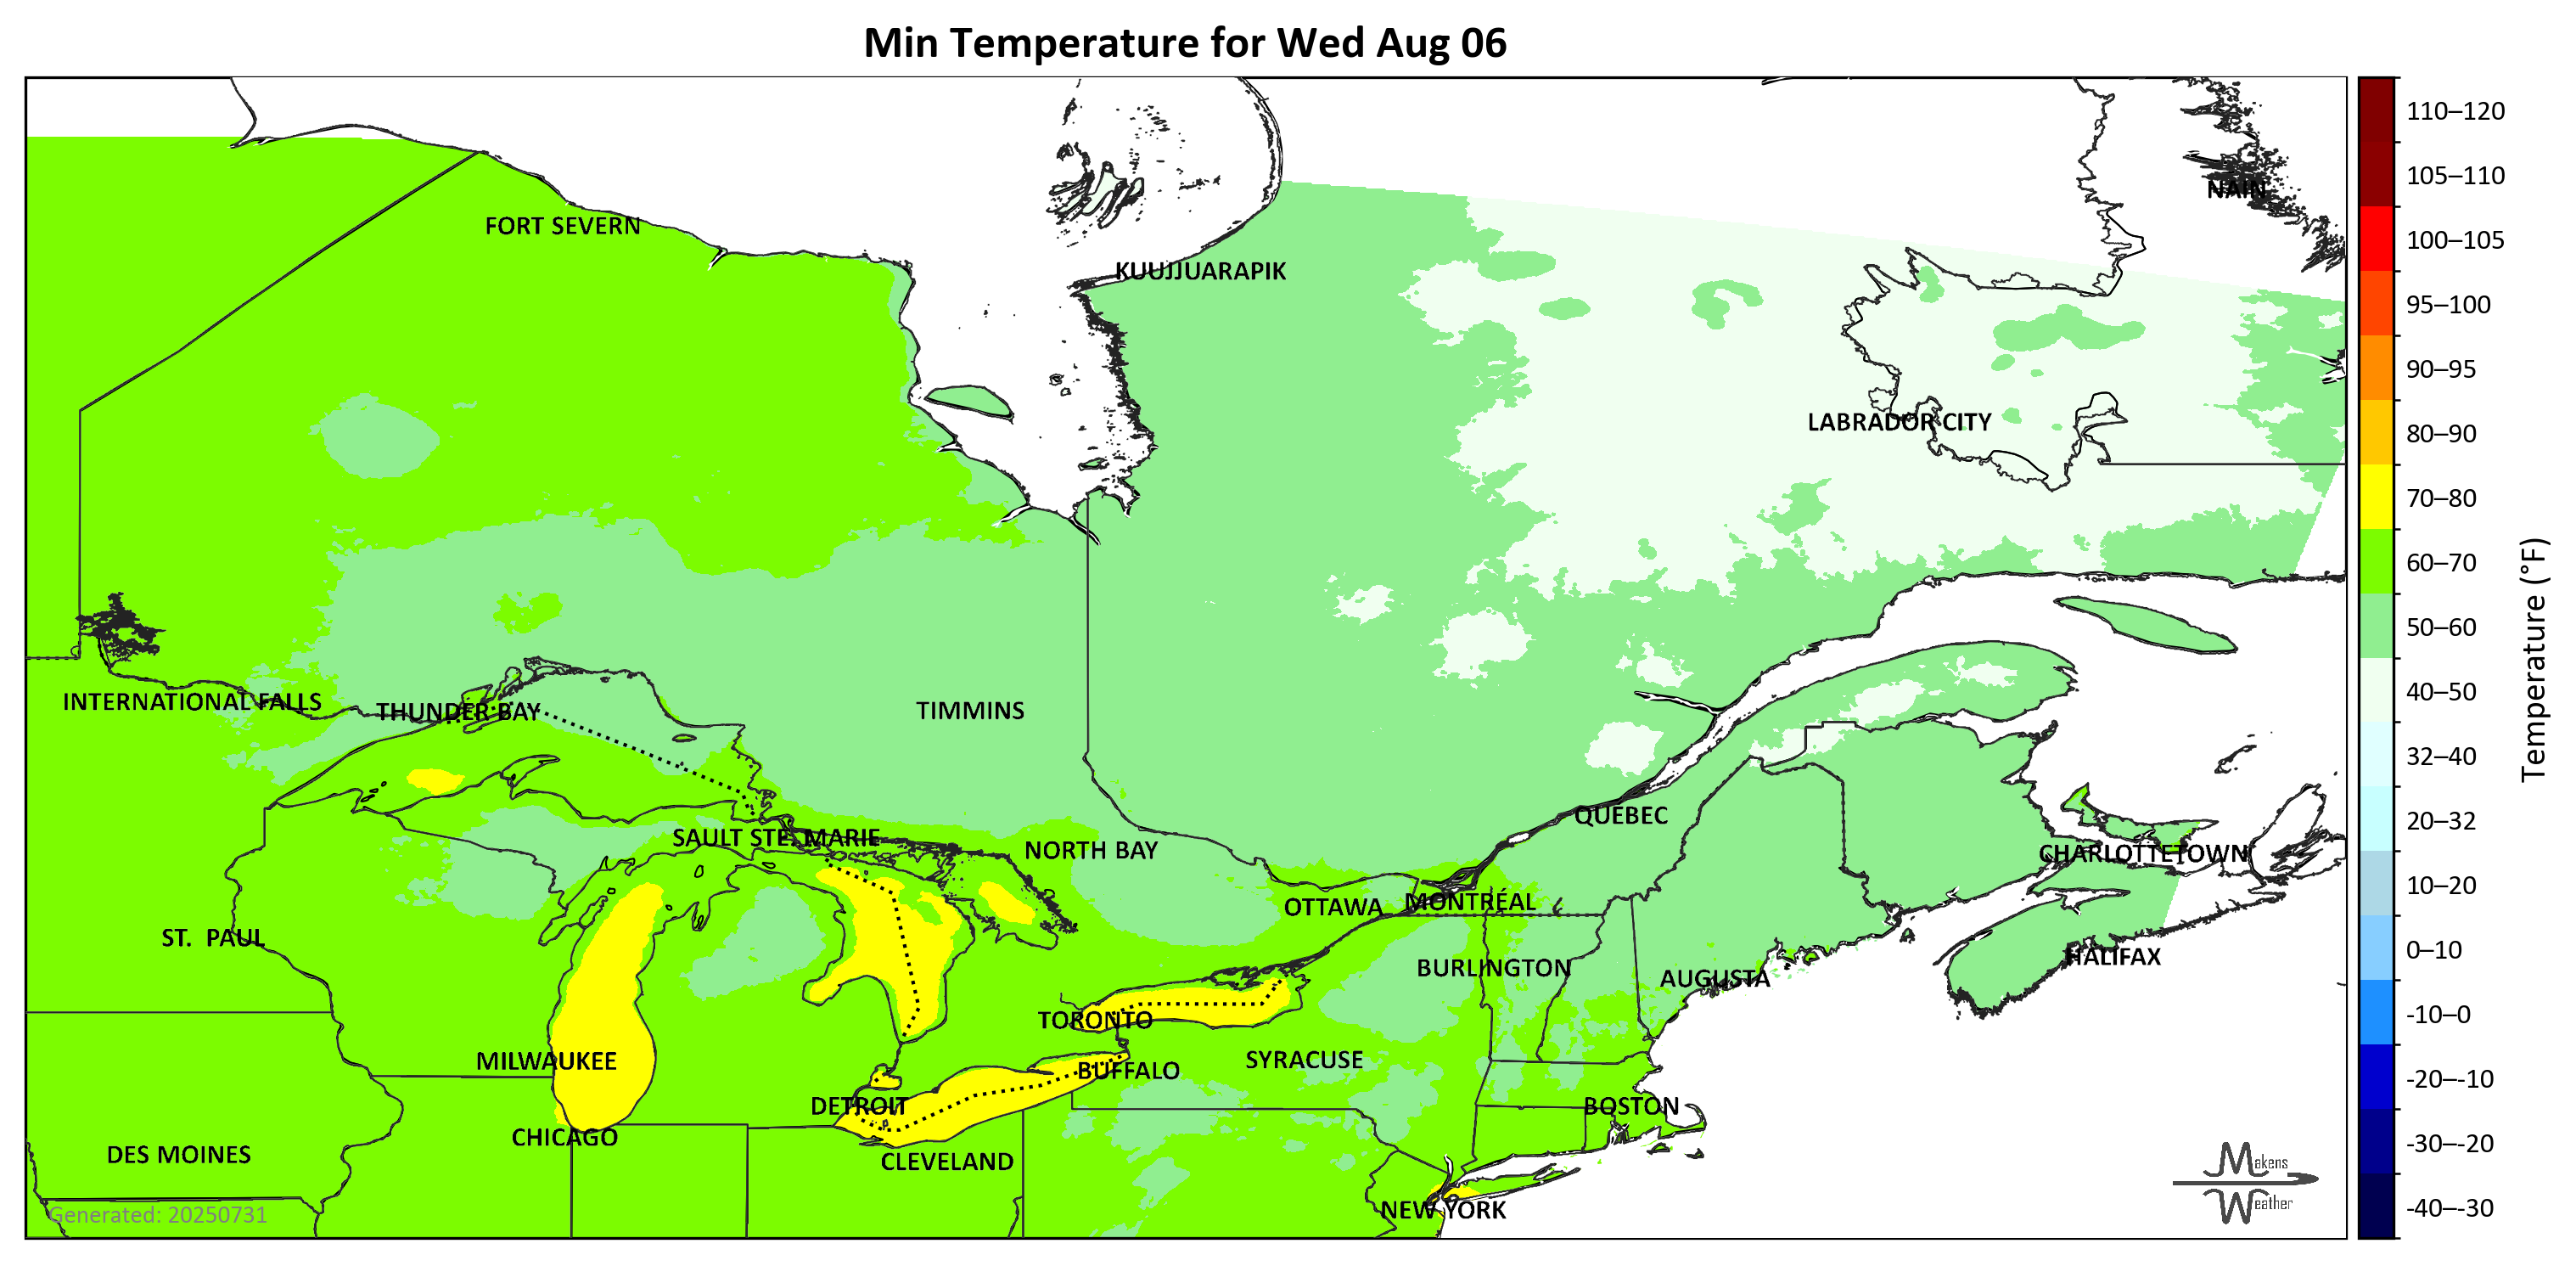 Min Temperature for Wed Aug 06
NAIN
FORT SEVERN
KUUJJUARAPIK
LABRADOR CITY
INTERNATIONAL FALLS
THUNDER BAY
TIMMINS
QUÉBEC
SAULT STE. MARIE
NORTH BAY
CHARLOTTETOWN
OTTAWA
MONTRÉAL
ST. PAUL
HALIFAX
BURLINGTON
AUGUSTA
TORONTO
MILWAUKEE
SYRACUSE
BUFFALO
DETROIT
BOSTON
CHICAGO
DES MOINES
CLEVELAND
NEW YORK
Generated: 20250731
Makens
Weather
110–120
105–110
100–105
95–100
90–95
80–90
70–80
60–70
50–60
40–50
32–40
20–32
10–20
0–10
-10–0
-20–-10
-30–-20
-40–-30
Temperature (°F)